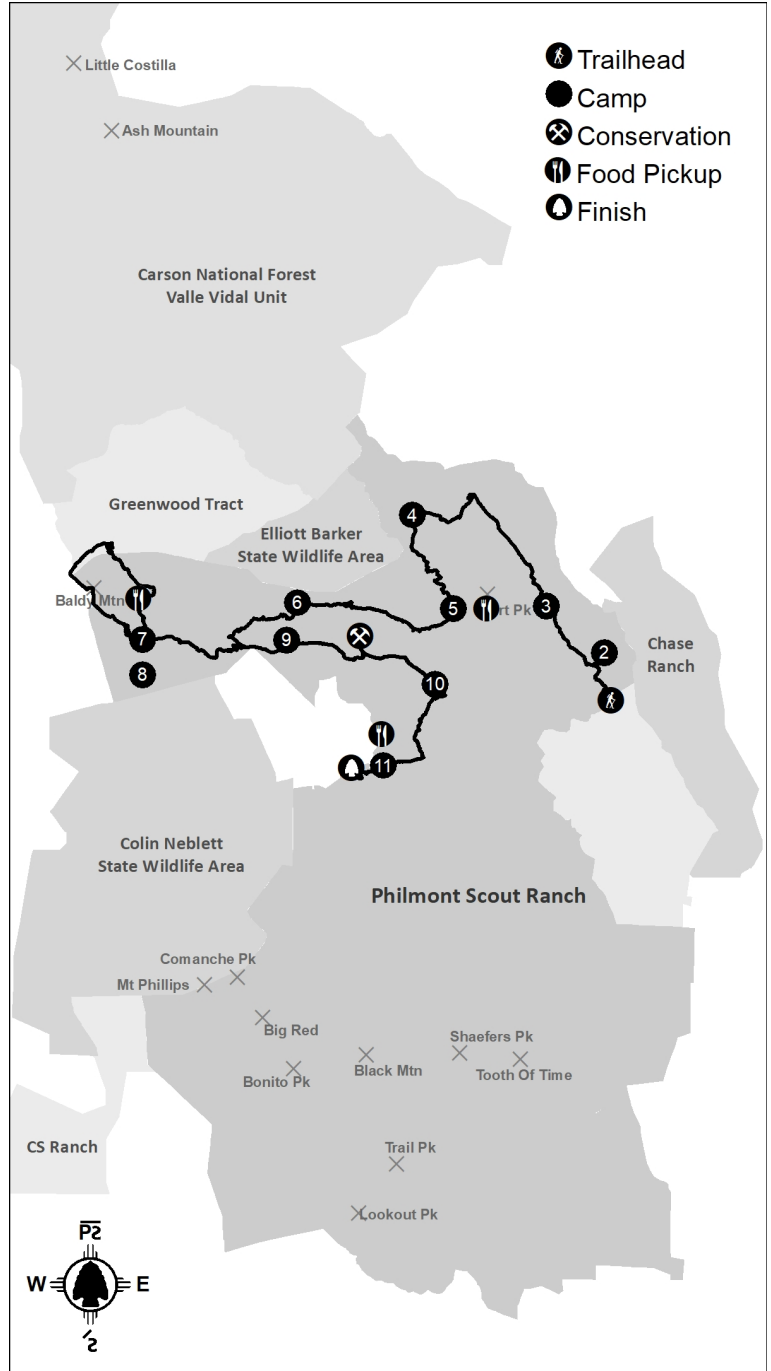 Little Costilla
Ash Mountain
Trailhead
Camp
Conservation
Food Pickup
Finish
Carson National Forest
Valle Vidal Unit
Greenwood Tract
Elliott Barker
State Wildlife Area
4
Baldy Mtn
6
5
rt Pk
3
7
9
2
Chase
Ranch
8
10
11
Colin Neblett
State Wildlife Area
Philmont Scout Ranch
Comanche Pk
Mt Phillips
Big Red
Shaefers Pk
Black Mtn
Tooth Of Time
Bonito Pk
CS Ranch
Trail Pk
Lookout Pk
W E